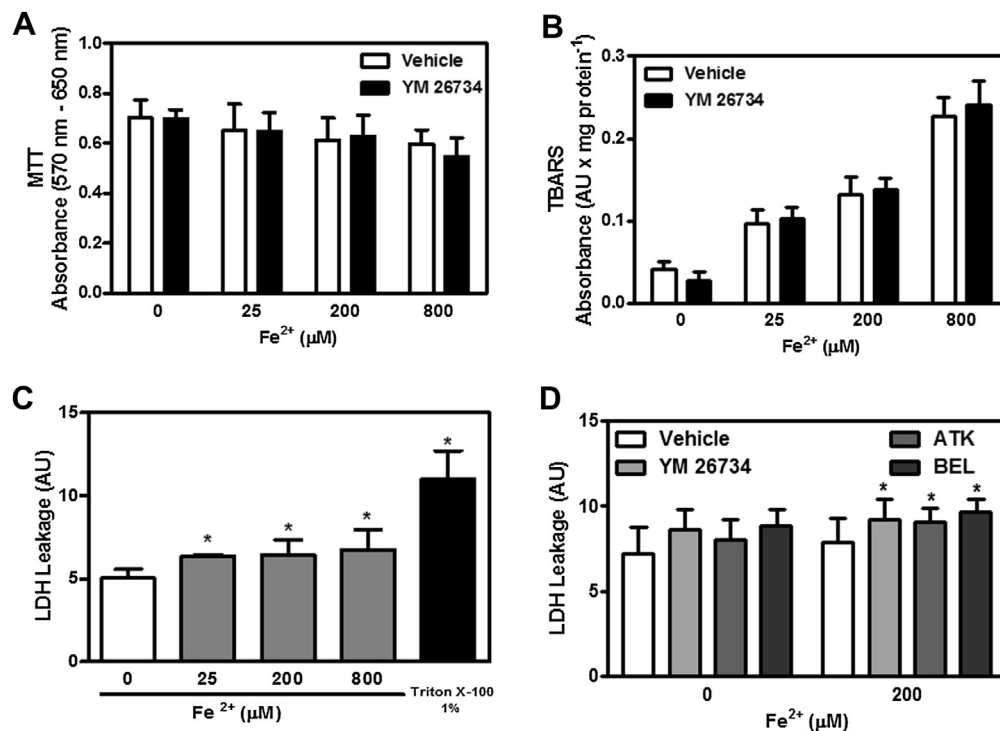 A
MTT
Absorbance (570 nm - 650 nm)
1.0
0.8
0.6
0.4
0.2
0.0
Vehicle
YM 26734
0 25 200 800
Fe2+ (μM)
B
TBARS
Absorbance (AU x mg protein-1)
0.3
0.2
0.1
0.0
Vehicle
YM 26734
0 25 200 800
Fe2+ (μM)
C
LDH Leakage (AU)
15
10
5
0
* * * *
0 25 200 800
Triton X-100
1%
Fe 2+ (μM)
D
LDH Leakage (AU)
15
10
5
0
Vehicle
YM 26734
ATK
BEL
* * *
0 200
Fe2+ (μM)